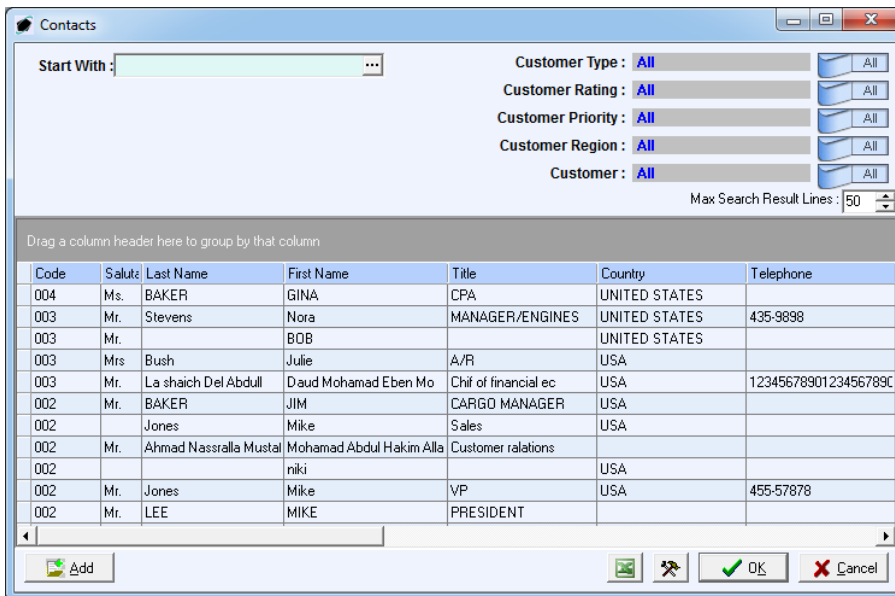 Contacts
Start With :
...
Customer Type : All All
Customer Rating : All All
Customer Priority : All All
Customer Region : All All
Customer : All All
Max Search Result Lines : 50
Drag a column header here to group by that column
Code Saluta Last Name First Name Title Country Telephone
004 Ms. BAKER GINA CPA UNITED STATES
003 Mr. Stevens Nora MANAGER/ENGINES UNITED STATES 435-9898
003 Mr. BOB UNITED STATES
003 Mrs Bush Julie A/R USA
003 Mr. La shaich Del Abdull Daud Mohamad Eben Mo Chif of financial ec USA 12345678901234567890
002 Mr. BAKER JIM CARGO MANAGER USA
002 Jones Mike Sales USA
002 Mr. Ahmad Nassralla Mustal Mohamad Abdul Hakim Alla Customer ralations
002 niki USA
002 Mr. Jones Mike VP USA 455-57878
002 Mr. LEE MIKE PRESIDENT
Add OK Cancel